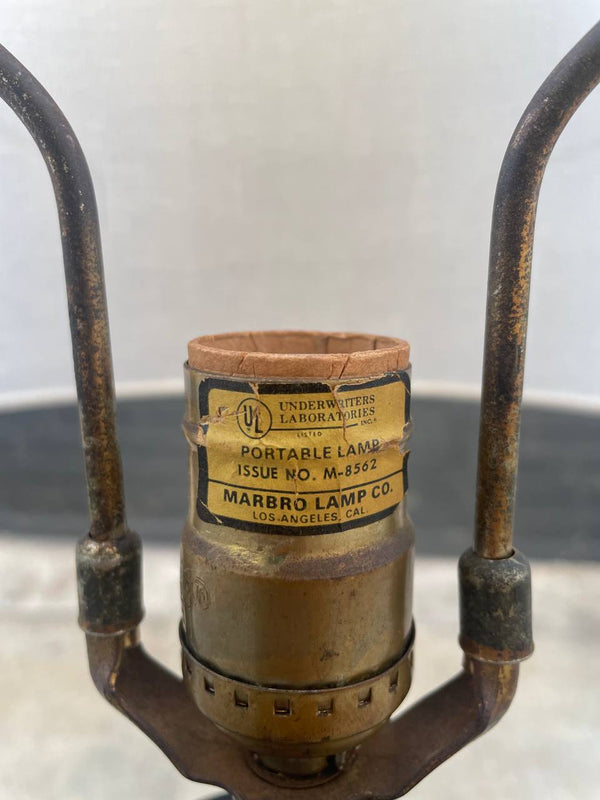 UL
UNDERWRITERS
LABORATORIES
INC.®
LISTED
PORTABLE LAMP
ISSUE NO. M-8562
MARBRO LAMP CO.
LOS ANGELES, CAL.